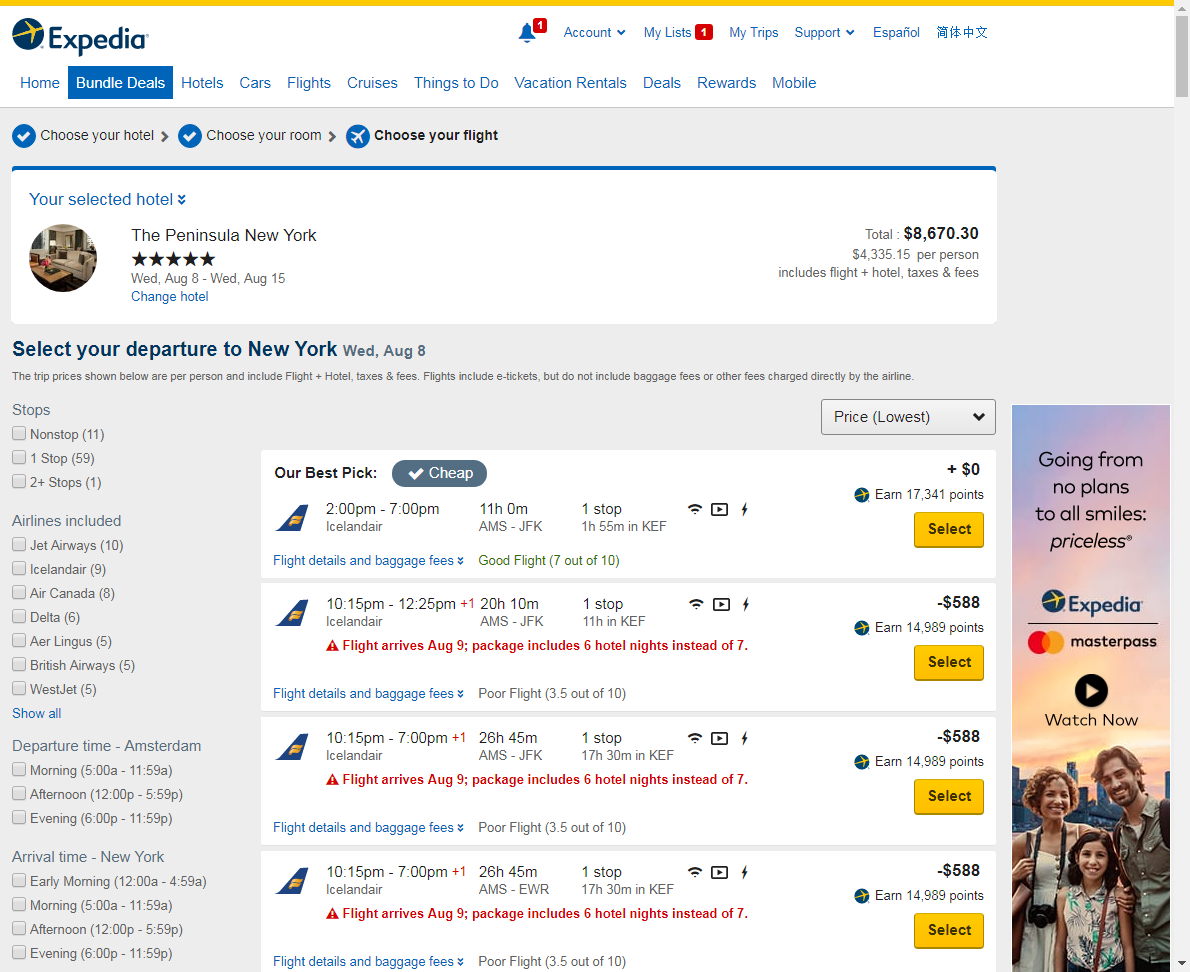 Expedia
1
Account
My Lists 1
My Trips
Support
Español
简体中文
Home
Bundle Deals
Hotels
Cars
Flights
Cruises
Things to Do
Vacation Rentals
Deals
Rewards
Mobile
Choose your hotel
Choose your room
Choose your flight
Your selected hotel
The Peninsula New York
Wed, Aug 8 - Wed, Aug 15
Change hotel
Total : $8,670.30
$4,335.15 per person
includes flight + hotel, taxes & fees
Select your departure to New York Wed, Aug 8
The trip prices shown below are per person and include Flight + Hotel, taxes & fees. Flights include e-tickets, but do not include baggage fees or other fees charged directly by the airline.
Stops
Nonstop (11)
1 Stop (59)
2+ Stops (1)
Airlines included
Jet Airways (10)
Icelandair (9)
Air Canada (8)
Delta (6)
Aer Lingus (5)
British Airways (5)
WestJet (5)
Show all
Departure time - Amsterdam
Morning (5:00a - 11:59a)
Afternoon (12:00p - 5:59p)
Evening (6:00p - 11:59p)
Arrival time - New York
Early Morning (12:00a - 4:59a)
Morning (5:00a - 11:59a)
Afternoon (12:00p - 5:59p)
Evening (6:00p - 11:59p)
Price (Lowest)
Our Best Pick: Cheap
+ $0
2:00pm - 7:00pm 11h 0m 1 stop
Icelandair AMS - JFK 1h 55m in KEF
Earn 17,341 points
Select
Flight details and baggage fees Good Flight (7 out of 10)
10:15pm - 12:25pm +1 20h 10m 1 stop
Icelandair AMS - JFK 11h in KEF
-$588
Earn 14,989 points
Select
Flight arrives Aug 9; package includes 6 hotel nights instead of 7.
Flight details and baggage fees Poor Flight (3.5 out of 10)
10:15pm - 7:00pm +1 26h 45m 1 stop
Icelandair AMS - JFK 17h 30m in KEF
-$588
Earn 14,989 points
Select
Flight arrives Aug 9; package includes 6 hotel nights instead of 7.
Flight details and baggage fees Poor Flight (3.5 out of 10)
10:15pm - 7:00pm +1 26h 45m 1 stop
Icelandair AMS - EWR 17h 30m in KEF
-$588
Earn 14,989 points
Select
Flight arrives Aug 9; package includes 6 hotel nights instead of 7.
Flight details and baggage fees Poor Flight (3.5 out of 10)
Going from
no plans
to all smiles:
priceless®
Expedia
masterpass
Watch Now